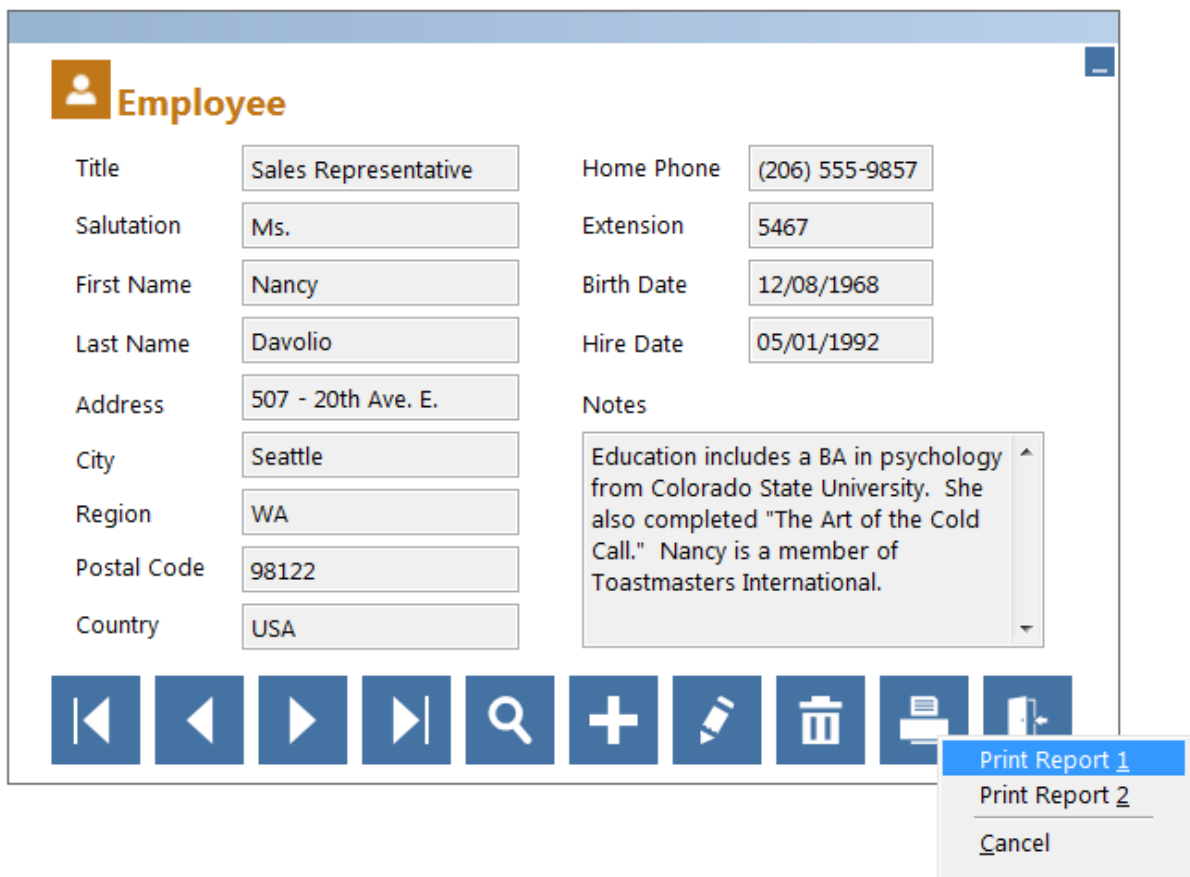 Employee
Title
Sales Representative
Salutation
Ms.
First Name
Nancy
Last Name
Davolio
Address
507 - 20th Ave. E.
City
Seattle
Region
WA
Postal Code
98122
Country
USA
Home Phone
(206) 555-9857
Extension
5467
Birth Date
12/08/1968
Hire Date
05/01/1992
Notes
Education includes a BA in psychology
from Colorado State University.  She
also completed "The Art of the Cold
Call."  Nancy is a member of
Toastmasters International.
Print Report 1
Print Report 2
Cancel